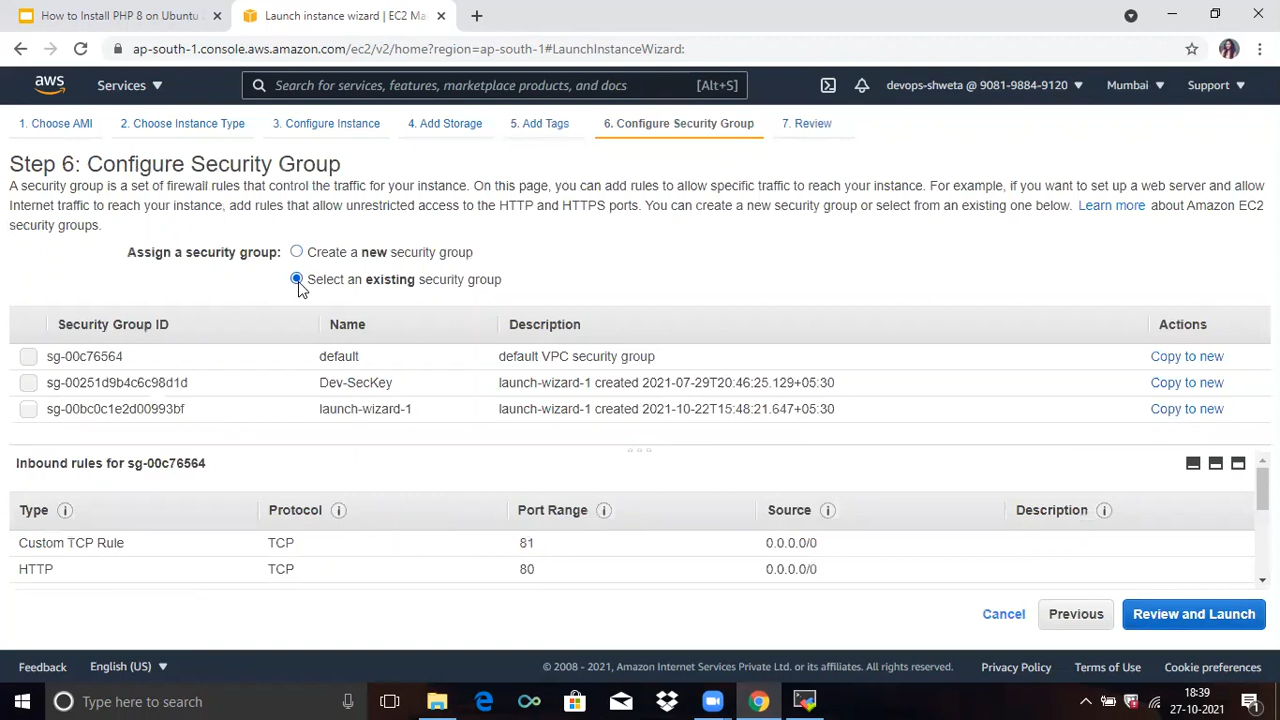 How to Install PHP 8 on Ubuntu
Launch instance wizard | EC2 Ma
ap-south-1.console.aws.amazon.com/ec2/v2/home?region=ap-south-1#LaunchInstanceWizard:
aws
Services
Search for services, features, marketplace products, and docs
[Alt+S]
devops-shweta @ 9081-9884-9120
Mumbai
Support
1. Choose AMI
2. Choose Instance Type
3. Configure Instance
4. Add Storage
5. Add Tags
6. Configure Security Group
7. Review
Step 6: Configure Security Group
A security group is a set of firewall rules that control the traffic for your instance. On this page, you can add rules to allow specific traffic to reach your instance. For example, if you want to set up a web server and allow
Internet traffic to reach your instance, add rules that allow unrestricted access to the HTTP and HTTPS ports. You can create a new security group or select from an existing one below. Learn more about Amazon EC2
security groups.
Assign a security group:
Create a new security group
Select an existing security group
Security Group ID Name Description Actions
sg-00c76564 default default VPC security group Copy to new
sg-00251d9b4c6c98d1d Dev-SecKey launch-wizard-1 created 2021-07-29T20:46:25.129+05:30 Copy to new
sg-00bc0c1e2d00993bf launch-wizard-1 launch-wizard-1 created 2021-10-22T15:48:21.647+05:30 Copy to new
Inbound rules for sg-00c76564
Type Protocol Port Range Source Description
Custom TCP Rule TCP 81 0.0.0.0/0
HTTP TCP 80 0.0.0.0/0
Cancel
Previous
Review and Launch
Feedback
English (US)
© 2008 - 2021, Amazon Internet Services Private Ltd. or its affiliates. All rights reserved.
Privacy Policy
Terms of Use
Cookie preferences
Type here to search
18:39
27-10-2021
1